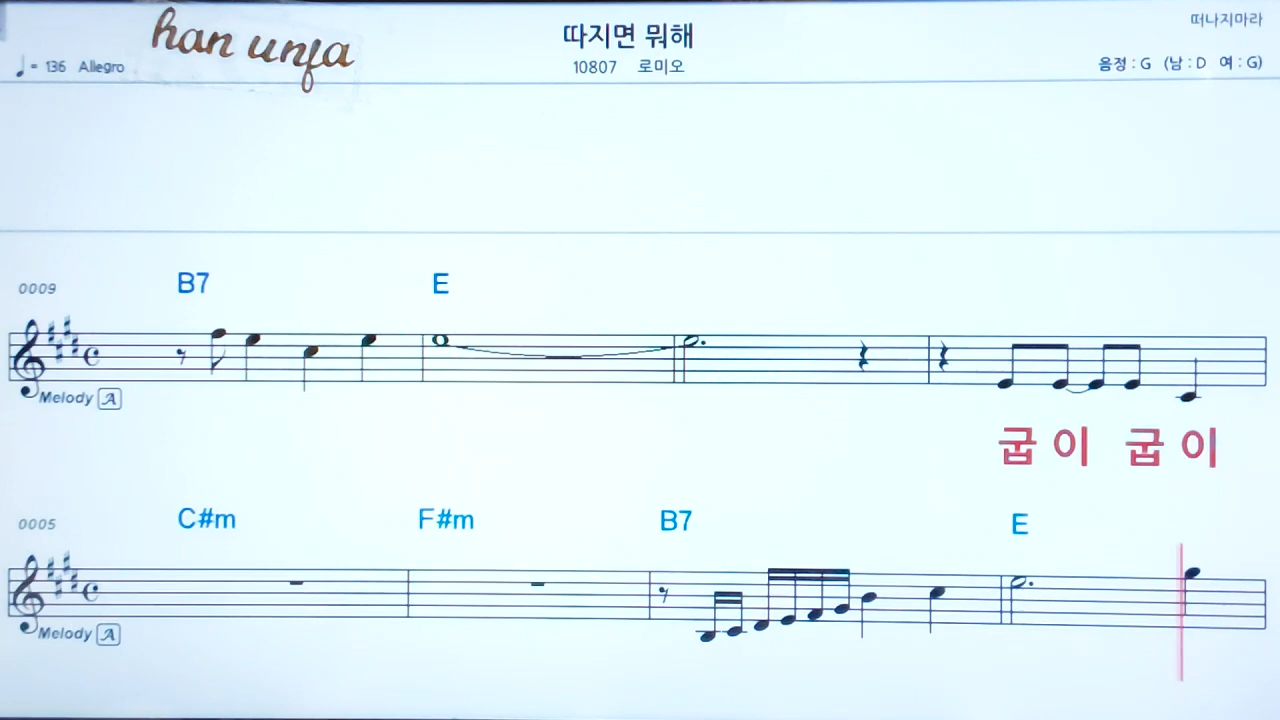 han unfa
따지면 뭐해
떠나지마라
♩= 136 Allegro
10807 로미오
음정 : G (남 : D 여 : G)
0009
B7 E
Melody A
굽 이 굽 이
0005
C#m F#m B7 E
Melody A